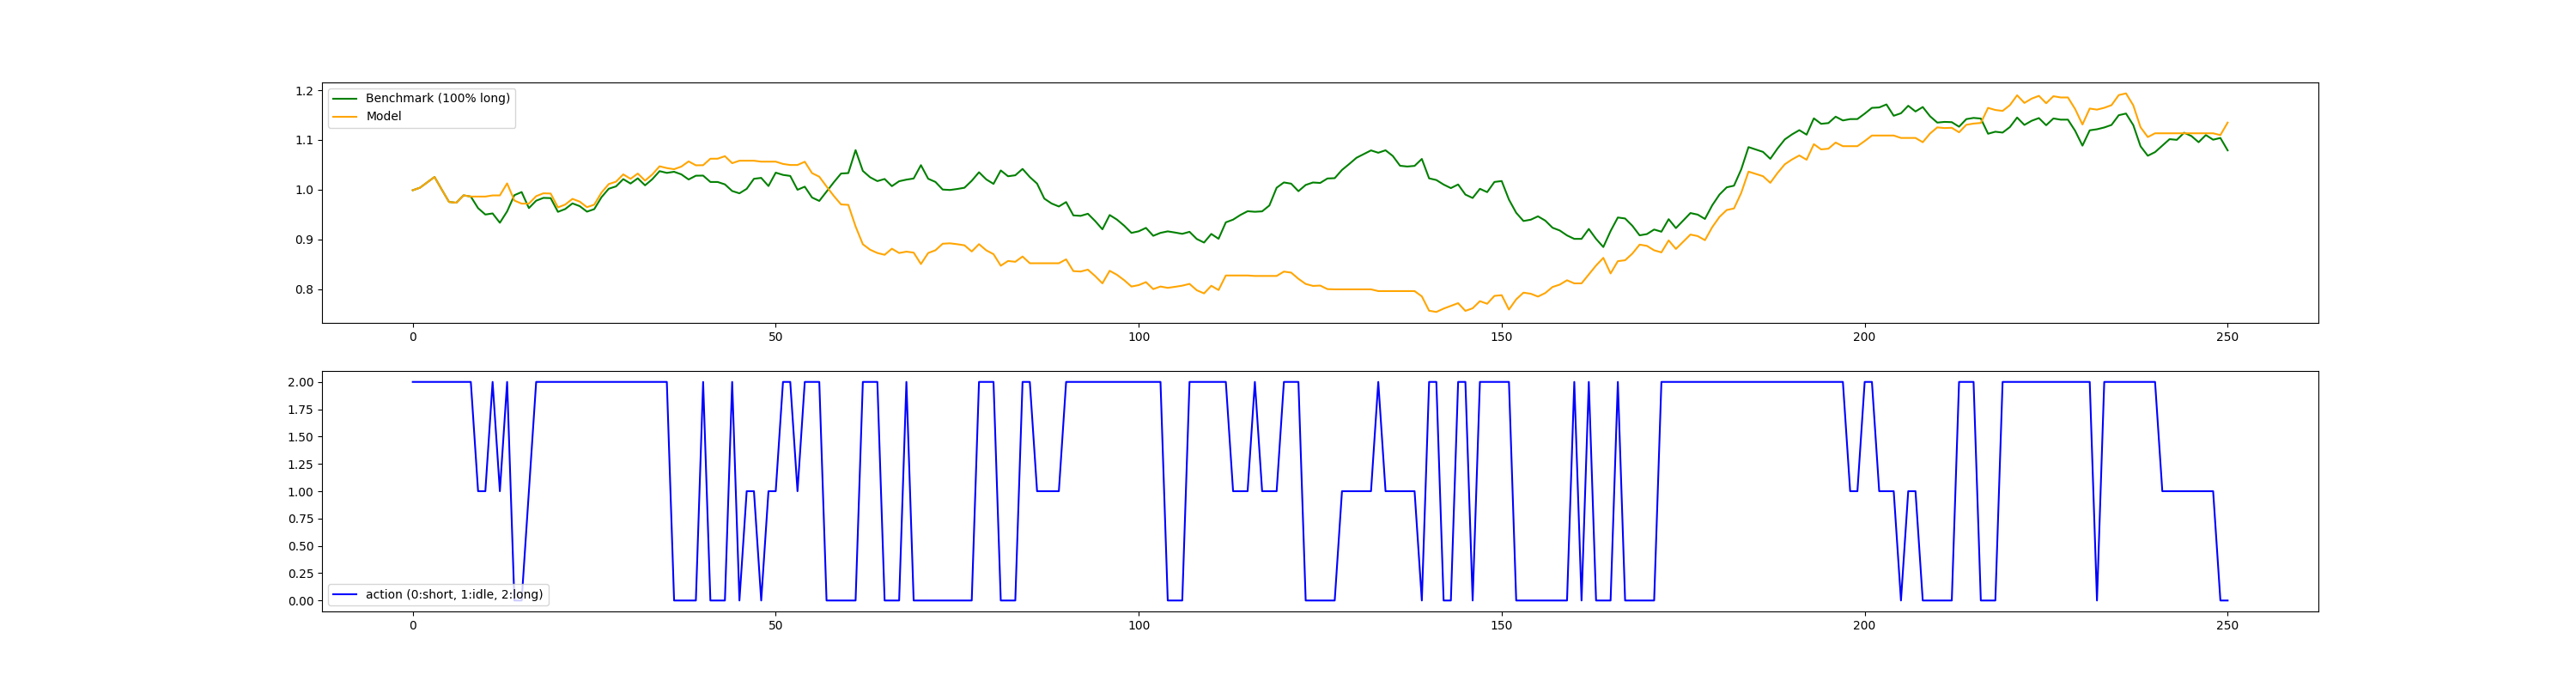 1.2
1.1
1.0
0.9
0.8
Benchmark (100% long)
Model
0 50 100 150 200 250
2.00
1.75
1.50
1.25
1.00
0.75
0.50
0.25
0.00
action (0:short, 1:idle, 2:long)
0 50 100 150 200 250